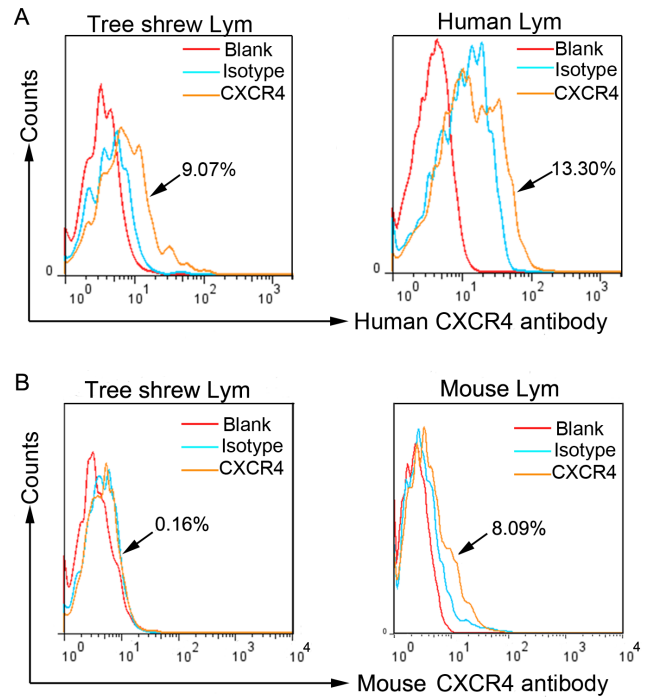 A
Tree shrew Lym
Human Lym
Blank
Isotype
CXCR4
9.07%
Counts
0
10⁰ 10¹ 10² 10³
Blank
Isotype
CXCR4
13.30%
0
10⁰ 10¹ 10² 10³
Human CXCR4 antibody
B
Tree shrew Lym
Mouse Lym
Blank
Isotype
CXCR4
0.16%
Counts
10⁰ 10¹ 10² 10³ 10⁴
Blank
Isotype
CXCR4
8.09%
0
10⁰ 10¹ 10² 10³ 10⁴
Mouse CXCR4 antibody